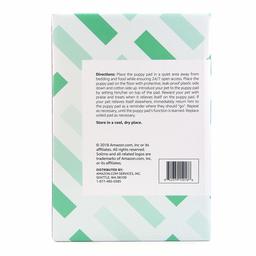 Directions: Place the puppy pad in a quiet area away from
bedding and food while ensuring 24/7 open access. Place the
puppy pad on the floor with protective, leak-proof plastic side
down and cotton side up. Introduce your pet to the puppy pad
by setting him/her on top of the pad. Reward your pet with
praise and treats when it relieves itself on the puppy pad. If
your pet relieves itself elsewhere, immediately return him to
the puppy pad as a reminder where they should "go". Repeat
as necessary, until the puppy pad's function is learned. Replace
soiled pad as necessary.
Store in a cool, dry place.
© 2018 Amazon.com, Inc
or its affiliates.
All rights reserved.
Solimo and all related logos are
trademarks of Amazon.com, Inc.
or its affiliates.
DISTRIBUTED BY:
AMAZON.COM SERVICES, INC.
SEATTLE, WA 98109
1-877-485-0385